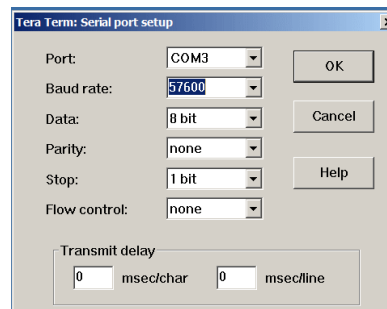 Tera Term: Serial port setup
Port: COM3 OK
Baud rate: 57600
Data: 8 bit Cancel
Parity: none
Stop: 1 bit Help
Flow control: none
Transmit delay
0 msec/char 0 msec/line